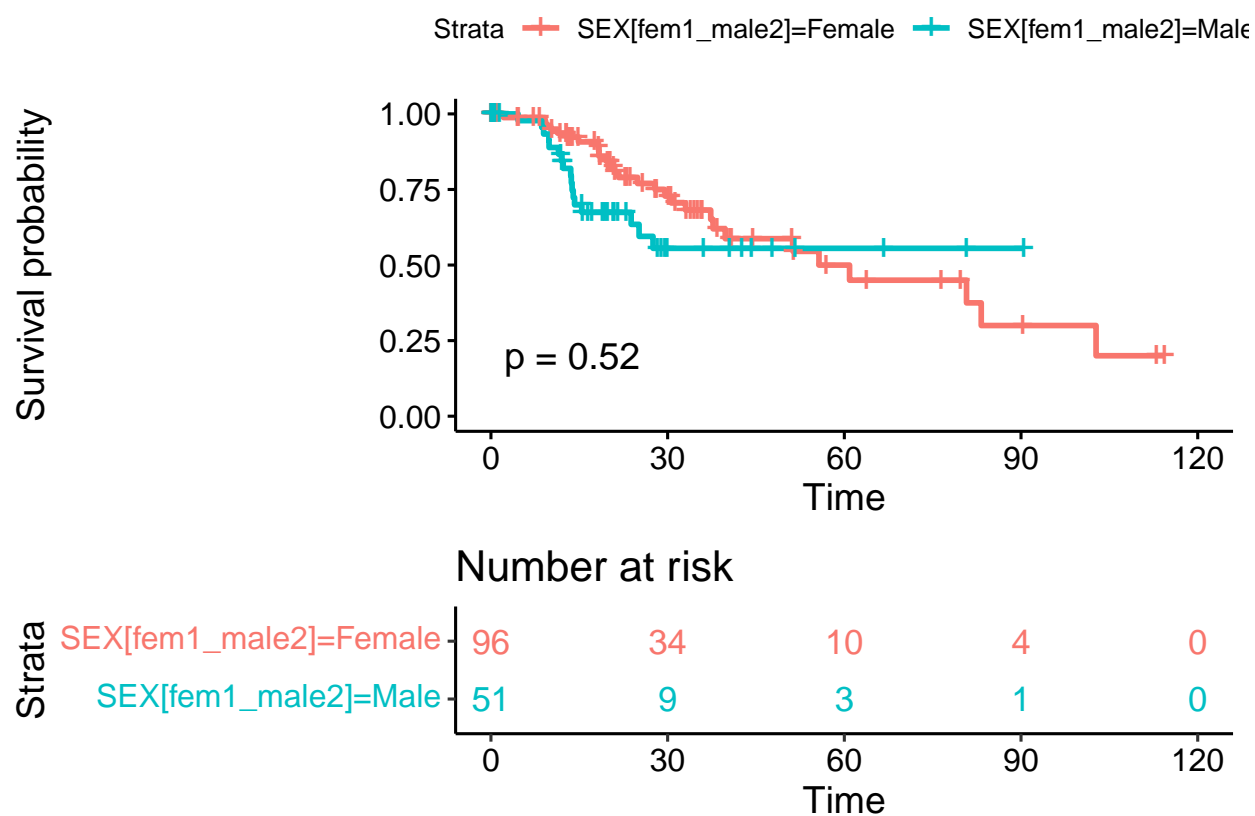 Strata SEX[fem1_male2]=Female SEX[fem1_male2]=Male
Survival probability
1.00
0.75
0.50
0.25
0.00
p = 0.52
0 30 60 90 120
Time
Number at risk
Strata
SEX[fem1_male2]=Female 96 34 10 4 0
SEX[fem1_male2]=Male 51 9 3 1 0
0 30 60 90 120
Time